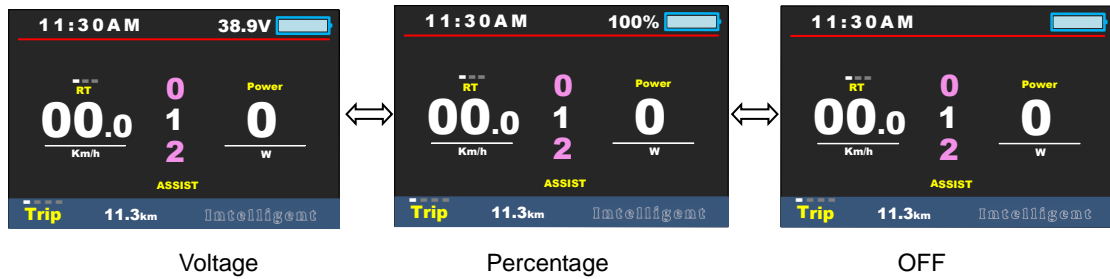 11:30AM 38.9V
RT 0 Power
00.0 1 0
Km/h 2 W
ASSIST
Trip 11.3km Intelligent
Voltage
11:30AM 100%
RT 0 Power
00.0 1 0
Km/h 2 W
ASSIST
Trip 11.3km Intelligent
Percentage
11:30AM
RT 0 Power
00.0 1 0
Km/h 2 W
ASSIST
Trip 11.3km Intelligent
OFF